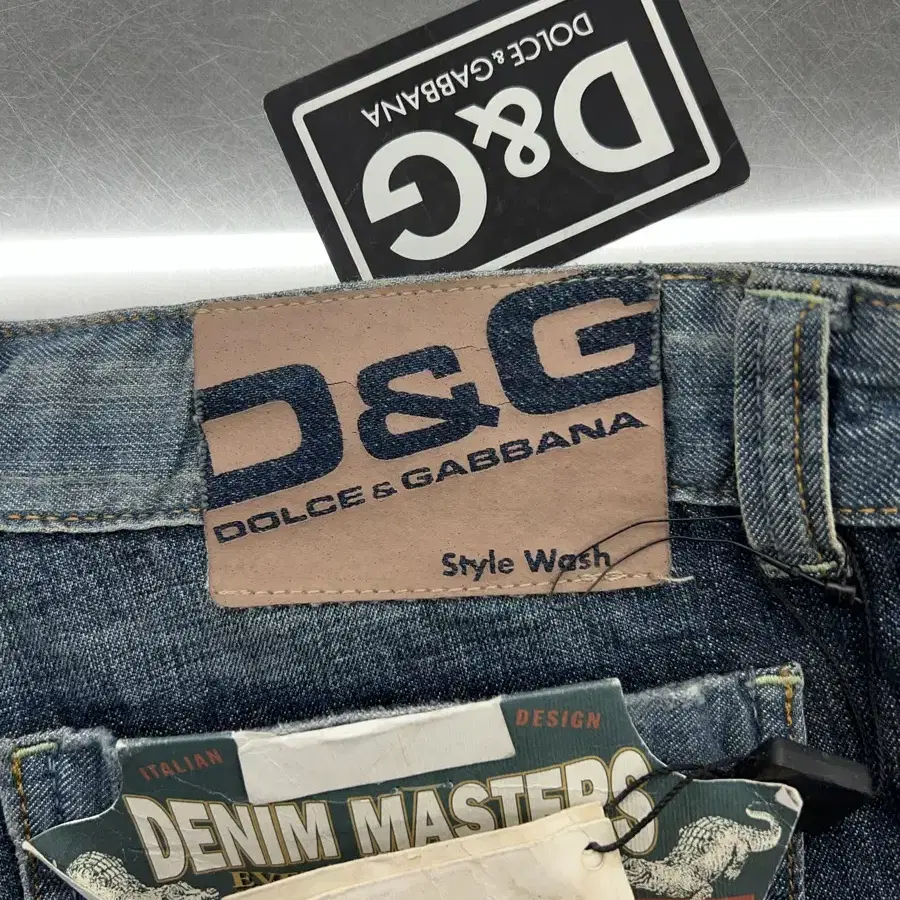 DOLCE & GABBANA
D&G
D&G
DOLCE & GABBANA
Style Wash
ITALIAN DESIGN
DENIM MASTERS